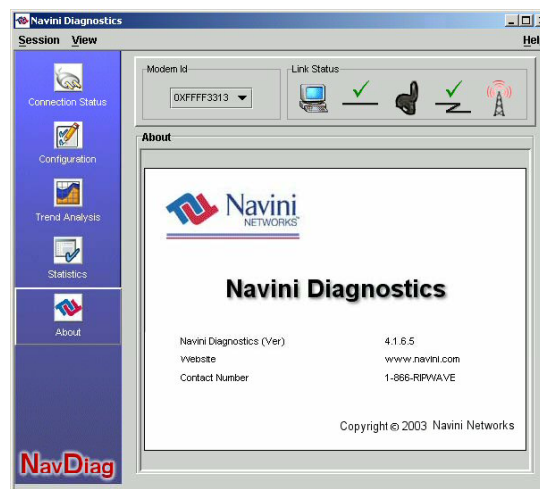 Navini Diagnostics
Session View Hel
Modem Id
Link Status
0XFFFF3313
Connection Status
Configuration
Trend Analysis
Statistics
About
NavDiag
About
Navini
NETWORKS
Navini Diagnostics
Navini Diagnostics (Ver) 4.1.6.5
Website www.navini.com
Contact Number 1-866-RIPWAVE
Copyright © 2003 Navini Networks